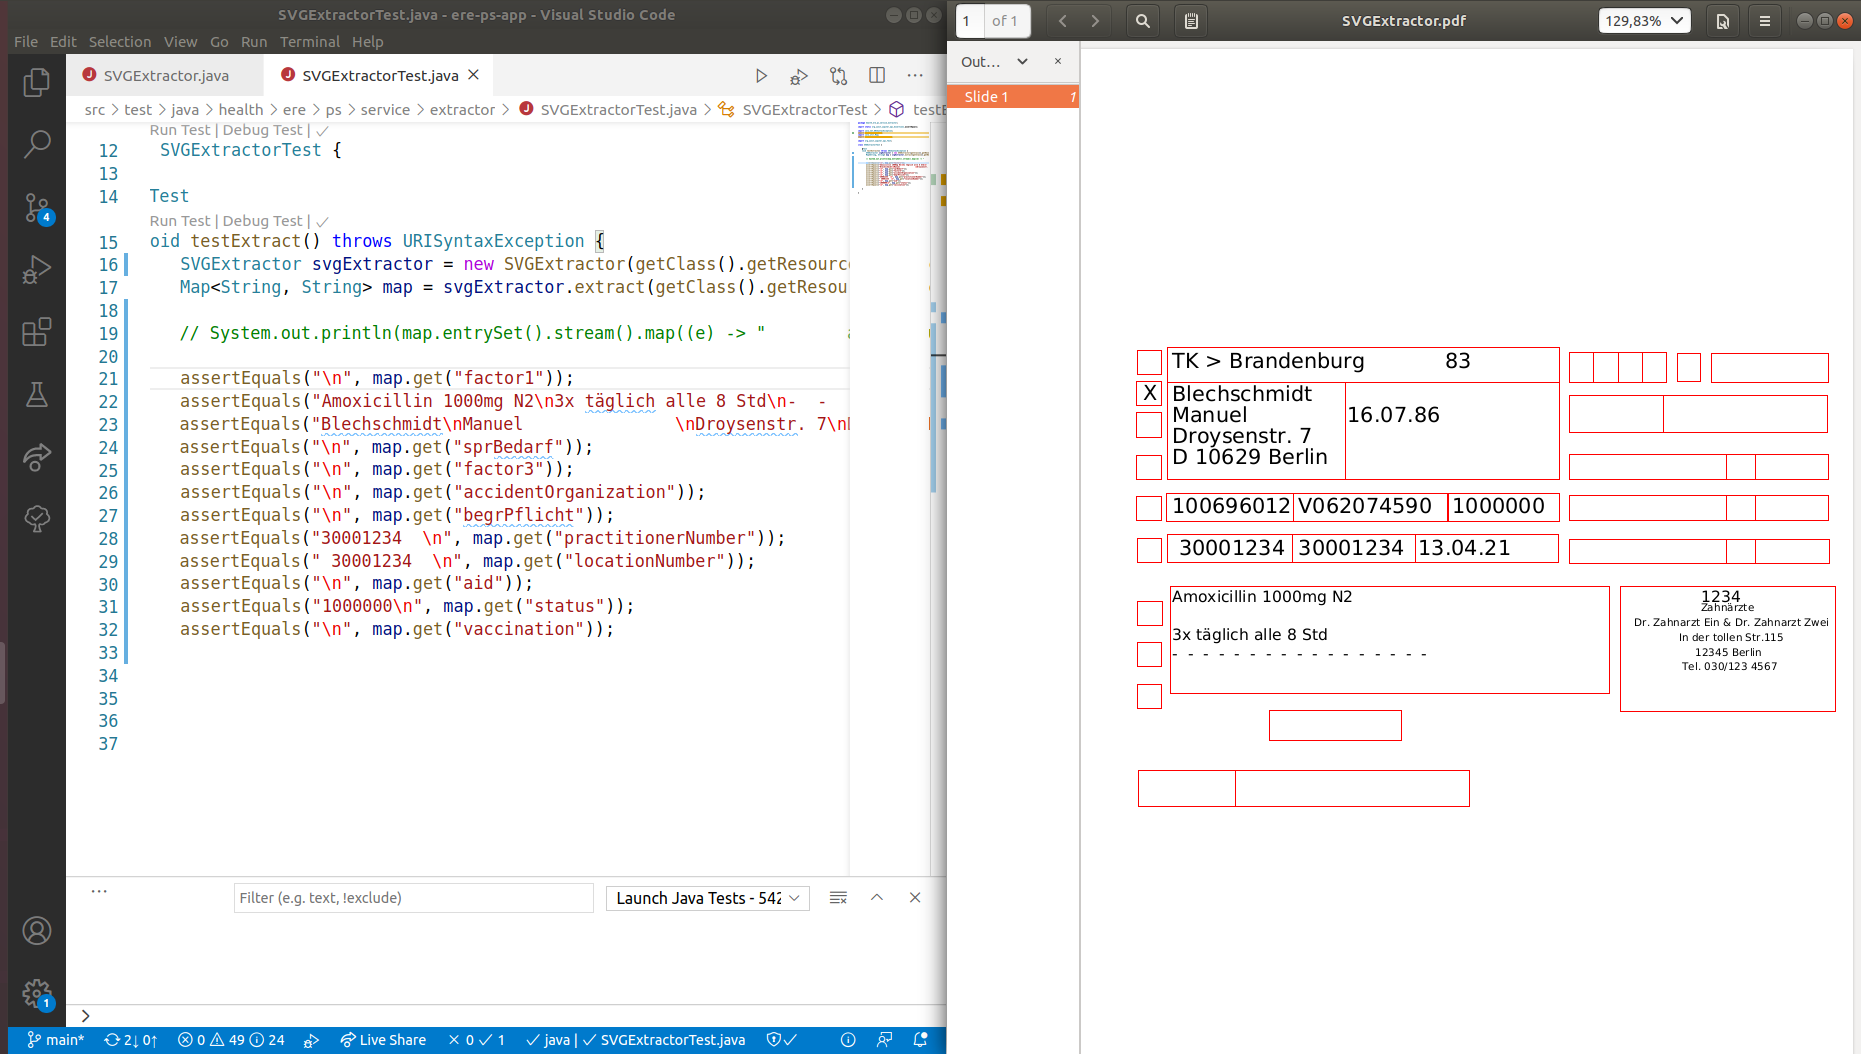 SVGExtractorTest.java - ere-ps-app - Visual Studio Code
File Edit Selection View Go Run Terminal Help
SVGExtractor.java
SVGExtractorTest.java
src > test > java > health > ere > ps > service > extractor > SVGExtractorTest.java > SVGExtractorTest >
Run Test | Debug Test |
12 SVGExtractorTest {
13
14 Test
Run Test | Debug Test |
15 oid testExtract() throws URISyntaxException {
16 SVGExtractor svgExtractor = new SVGExtractor(getClass().getResourc
17 Map<String, String> map = svgExtractor.extract(getClass().getResou
18
19 // System.out.println(map.entrySet().stream().map((e) -> "
20
21 assertEquals("\n", map.get("factor1"));
22 assertEquals("Amoxicillin 1000mg N2\n3x täglich alle 8 Std\n- -
23 assertEquals("Blechschmidt\nManuel \nDroysenstr. 7\n
24 assertEquals("\n", map.get("sprBedarf"));
25 assertEquals("\n", map.get("factor3"));
26 assertEquals("\n", map.get("accidentOrganization"));
27 assertEquals("\n", map.get("begrPflicht"));
28 assertEquals("30001234 \n", map.get("practitionerNumber"));
29 assertEquals(" 30001234 \n", map.get("locationNumber"));
30 assertEquals("\n", map.get("aid"));
31 assertEquals("1000000\n", map.get("status"));
32 assertEquals("\n", map.get("vaccination"));
33
34
35
36
37
4
1
Filter (e.g. text, !exclude)
Launch Java Tests - 542
main* 2↓ 0↑ 0 49 24 Live Share 0 1 java | SVGExtractorTest.java
1 of 1
SVGExtractor.pdf
129,83%
Out...
Slide 1 1
TK > Brandenburg 83
X
Blechschmidt
Manuel 16.07.86
Droysenstr. 7
D 10629 Berlin
100696012 V062074590 1000000
30001234 30001234 13.04.21
Amoxicillin 1000mg N2
3x täglich alle 8 Std
- - - - - - - - - - - - - - - - -
1234
Zahnärzte
Dr. Zahnarzt Ein & Dr. Zahnarzt Zwei
In der tollen Str.115
12345 Berlin
Tel. 030/123 4567